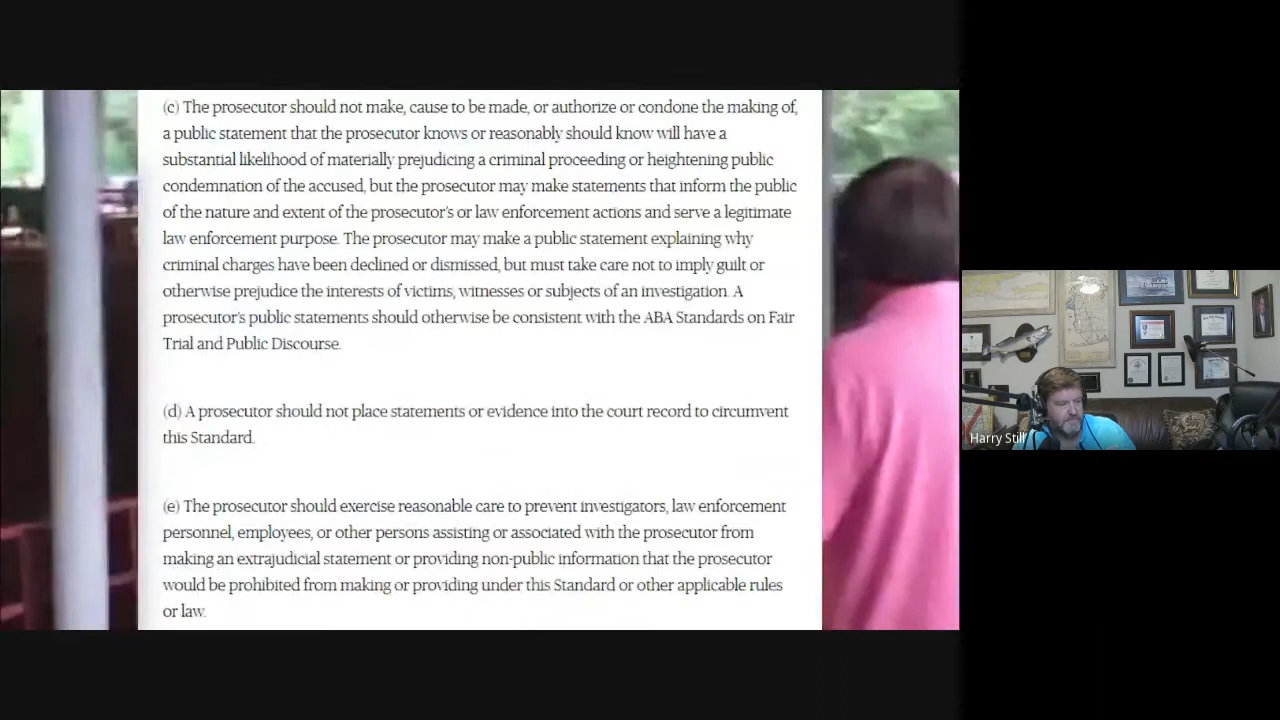 (c) The prosecutor should not make, cause to be made, or authorize or condone the making of,
a public statement that the prosecutor knows or reasonably should know will have a
substantial likelihood of materially prejudicing a criminal proceeding or heightening public
condemnation of the accused, but the prosecutor may make statements that inform the public
of the nature and extent of the prosecutor's or law enforcement actions and serve a legitimate
law enforcement purpose. The prosecutor may make a public statement explaining why
criminal charges have been declined or dismissed, but must take care not to imply guilt or
otherwise prejudice the interests of victims, witnesses or subjects of an investigation. A
prosecutor's public statements should otherwise be consistent with the ABA Standards on Fair
Trial and Public Discourse.
(d) A prosecutor should not place statements or evidence into the court record to circumvent
this Standard.
(e) The prosecutor should exercise reasonable care to prevent investigators, law enforcement
personnel, employees, or other persons assisting or associated with the prosecutor from
making an extrajudicial statement or providing non-public information that the prosecutor
would be prohibited from making or providing under this Standard or other applicable rules
or law.
Harry Still